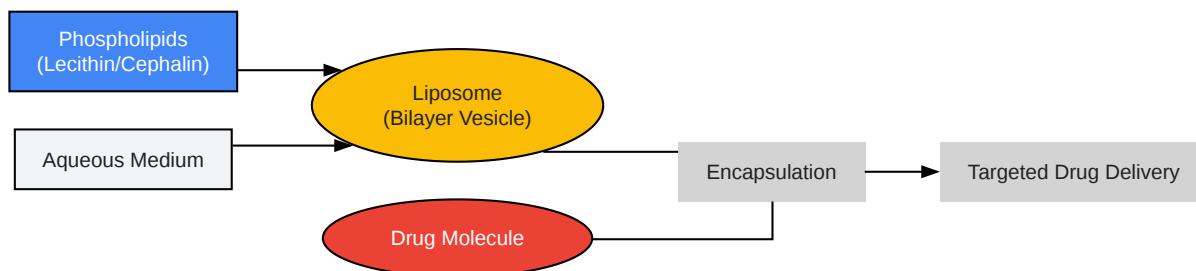 Phospholipids
(Lecithin/Cephalin)
Liposome
(Bilayer Vesicle)
Aqueous Medium
Encapsulation
Targeted Drug Delivery
Drug Molecule